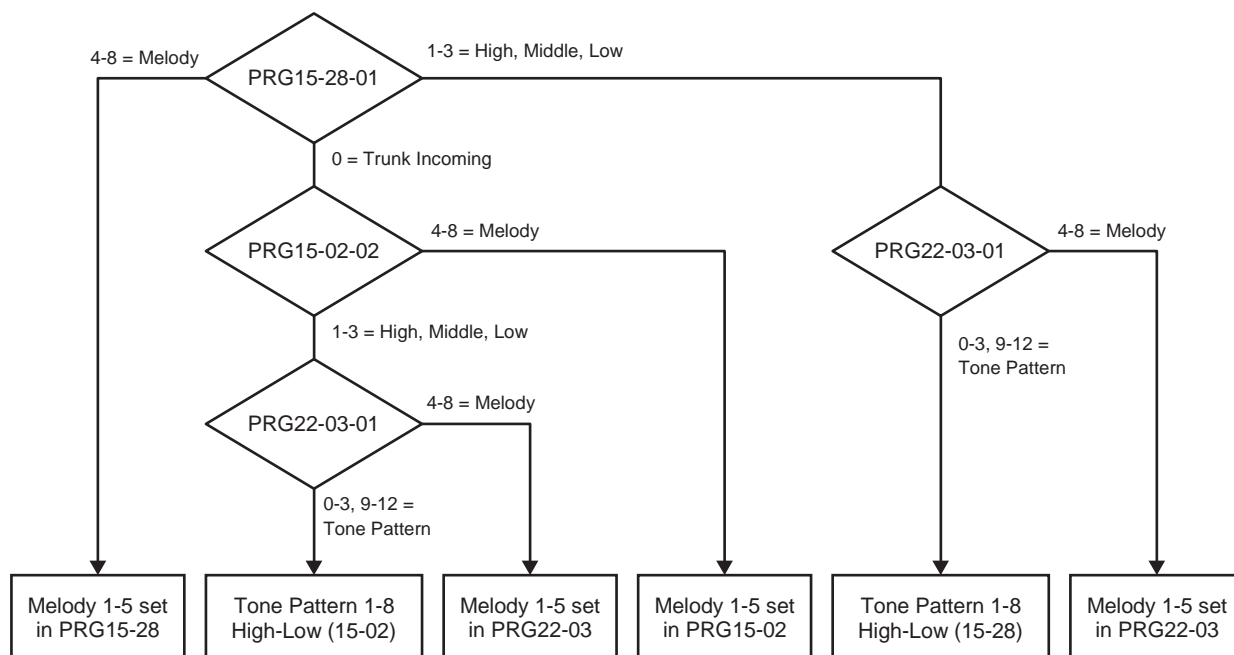 4-8 = Melody
PRG15-28-01
1-3 = High, Middle, Low
0 = Trunk Incoming
PRG15-02-02
4-8 = Melody
PRG22-03-01
4-8 = Melody
1-3 = High, Middle, Low
0-3, 9-12 =
Tone Pattern
PRG22-03-01
4-8 = Melody
0-3, 9-12 =
Tone Pattern
Melody 1-5 set
in PRG15-28
Tone Pattern 1-8
High-Low (15-02)
Melody 1-5 set
in PRG22-03
Melody 1-5 set
in PRG15-02
Tone Pattern 1-8
High-Low (15-28)
Melody 1-5 set
in PRG22-03